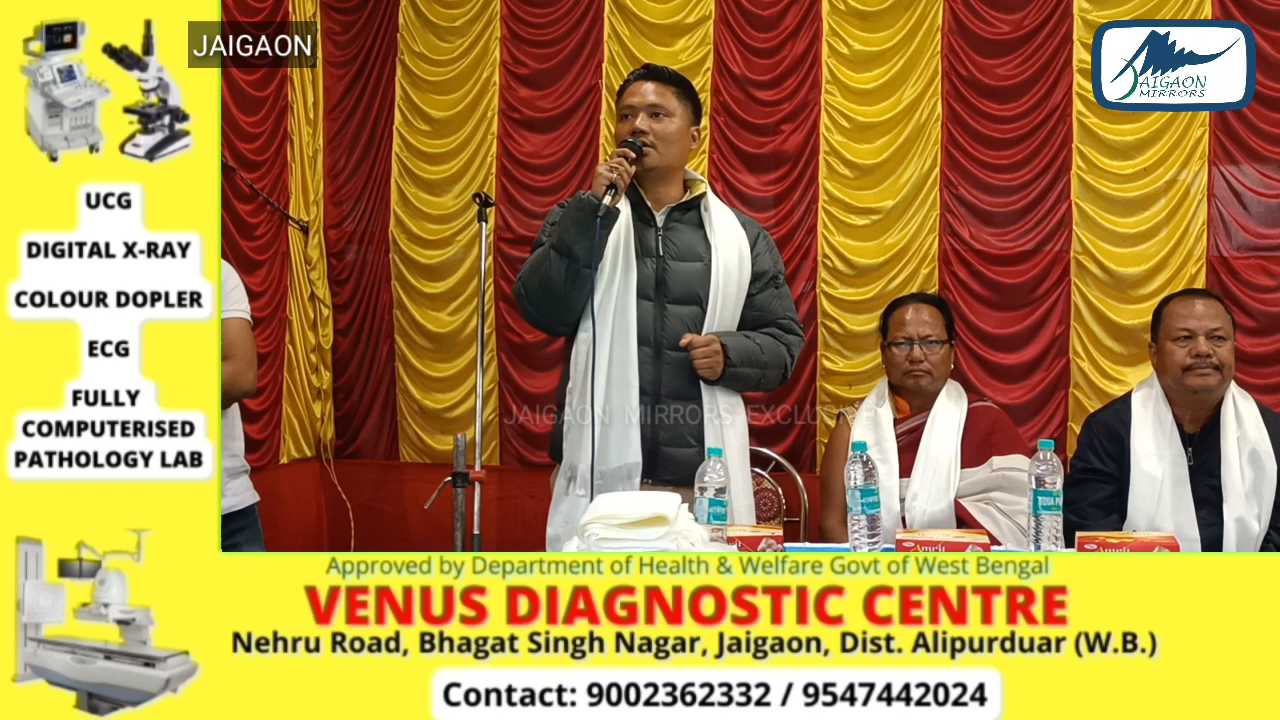 JAIGAON
JAIGAON
MIRRORS
UCG
DIGITAL X-RAY
COLOUR DOPLER
ECG
FULLY
COMPUTERISED
PATHOLOGY LAB
JAIGAON MIRRORS EXCLUSIVE
Amrit
Amrit
Approved by Department of Health & Welfare Govt of West Bengal
VENUS DIAGNOSTIC CENTRE
Nehru Road, Bhagat Singh Nagar, Jaigaon, Dist. Alipurduar (W.B.)
Contact: 9002362332 / 9547442024